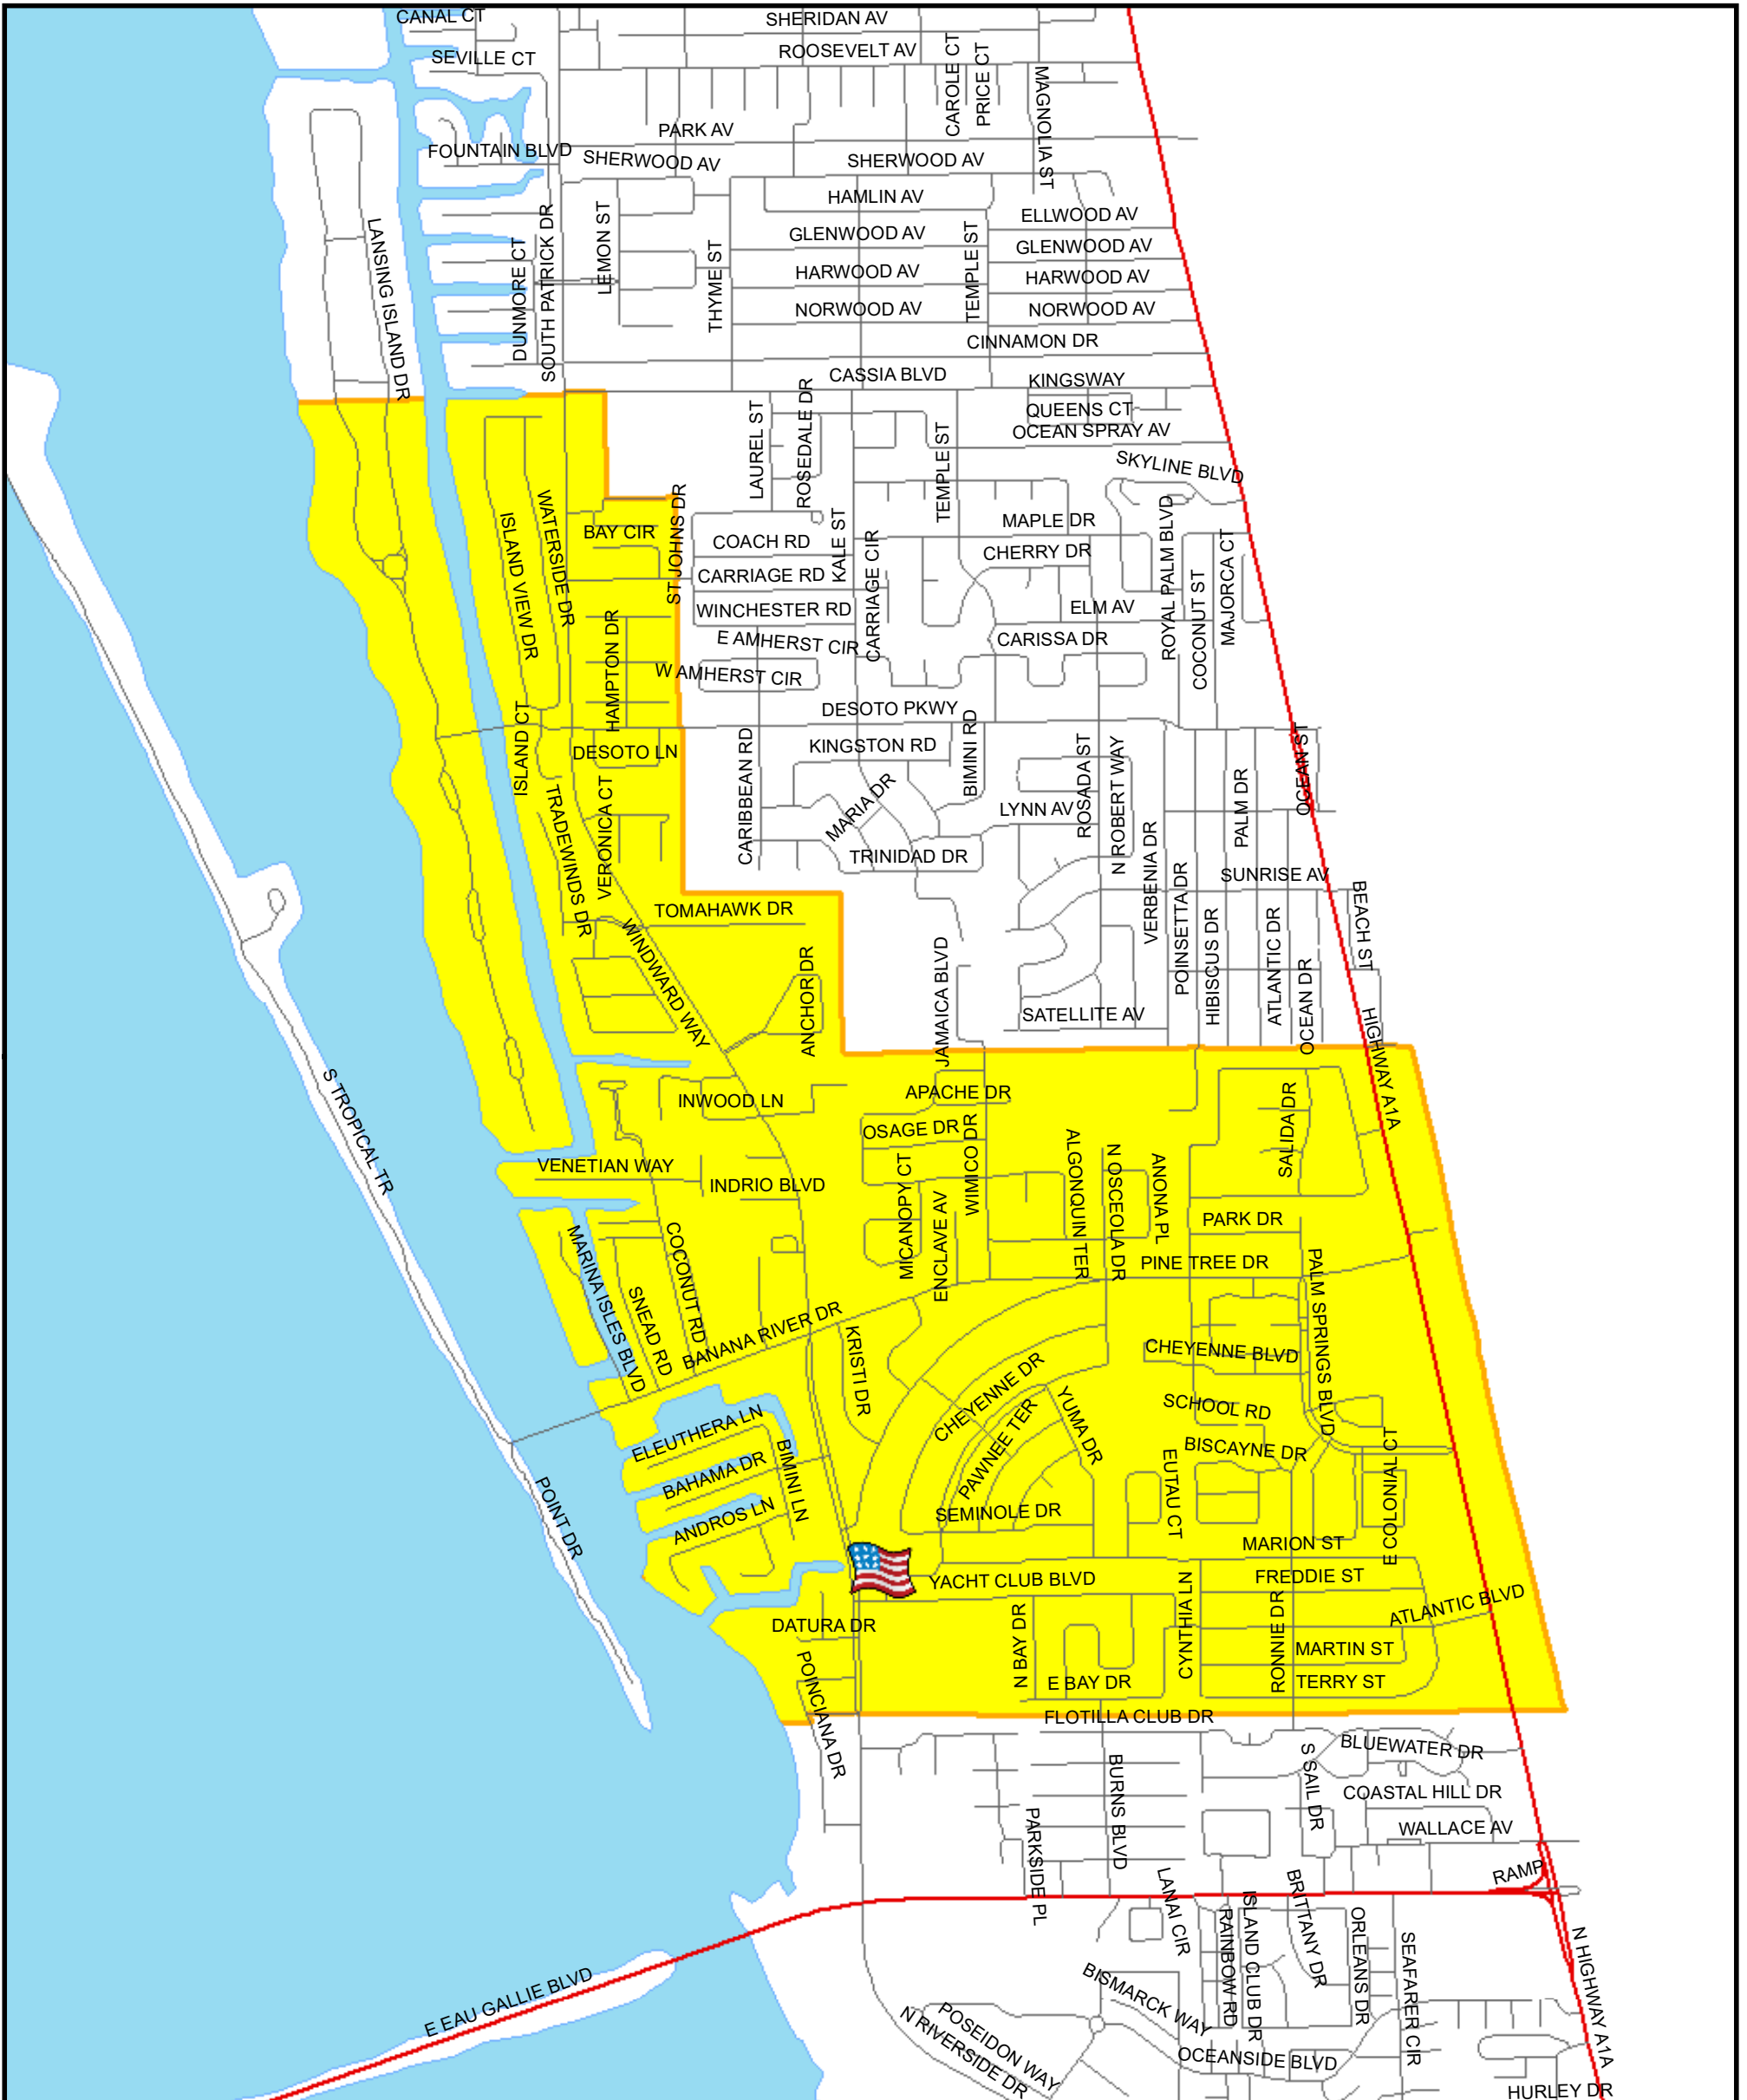 CANAL CT
SHERIDAN AV
SEVILLE CT
ROOSEVELT AV
CAROLE CT
PRICE CT
MAGNOLIA ST
PARK AV
FOUNTAIN BLVD
SHERWOOD AV
SHERWOOD AV
HAMLIN AV
LANSING ISLAND DR
DUNMORE CT
SOUTH PATRICK DR
LEMON ST
THYME ST
ELLWOOD AV
GLENWOOD AV
TEMPLE ST
GLENWOOD AV
HARWOOD AV
HARWOOD AV
NORWOOD AV
NORWOOD AV
CINNAMON DR
CASSIA BLVD
KINGSWAY
QUEENS CT
LAUREL ST
ROSEDALE DR
TEMPLE ST
OCEAN SPRAY AV
SKYLINE BLVD
ISLAND VIEW DR
WATERSIDE DR
BAY CIR
ST JOHNS DR
COACH RD
KALE ST
CARRIAGE CIR
MAPLE DR
CHERRY DR
ROYAL PALM BLVD
COCONUT ST
MAJORCA CT
CARRIAGE RD
WINCHESTER RD
ELM AV
HAMPTON DR
E AMHERST CIR
CARISSA DR
W AMHERST CIR
DESOTO PKWY
ISLAND CT
DESOTO LN
KINGSTON RD
BIMINI RD
CARIBBEAN RD
MARIA DR
LYNN AV
ROSADA ST
N ROBERT WAY
PALM DR
OCEAN ST
TRADEWINDS DR
VERONICA CT
TRINIDAD DR
VERBENIA DR
POINSETTA DR
SUNRISE AV
BEACH ST
TOMAHAWK DR
WINDWARD WAY
ANCHOR DR
JAMAICA BLVD
HIBISCUS DR
ATLANTIC DR
OCEAN DR
SATELLITE AV
HIGHWAY A1A
S TROPICAL TR
INWOOD LN
APACHE DR
SALIDA DR
OSAGE DR
WIMICO DR
ALGONQUIN TER
N OSCEOLA DR
ANONA PL
VENETIAN WAY
INDRIO BLVD
MICANOPY CT
ENCLAVE AV
PARK DR
PINE TREE DR
MARINA ISLES BLVD
SNEAD RD
COCONUT RD
BANANA RIVER DR
KRISTI DR
PALM SPRINGS BLVD
CHEYENNE BLVD
CHEYENNE DR
PAWNEE TER
YUMA DR
SCHOOL RD
BISCAYNE DR
ELEUTHERA LN
BAHAMA DR
BIMINI LN
ANDROS LN
EUTAU CT
E COLONIAL CT
POINT DR
SEMINOLE DR
MARION ST
YACHT CLUB BLVD
FREDDIE ST
ATLANTIC BLVD
DATURA DR
N BAY DR
CYNTHIA LN
RONNIE DR
MARTIN ST
POINCIANA DR
E BAY DR
TERRY ST
FLOTILLA CLUB DR
BLUEWATER DR
BURNS BLVD
S SAIL DR
COASTAL HILL DR
WALLACE AV
PARKSIDE PL
RAMP
LANAI CIR
RAINBOW RD
ISLAND CLUB DR
BRITTANY DR
ORLEANS DR
SEAFARER CIR
N HIGHWAY A1A
E EAU GALLIE BLVD
BISMARCK WAY
POSEIDON WAY
N RIVERSIDE DR
OCEANSIDE BLVD
HURLEY DR